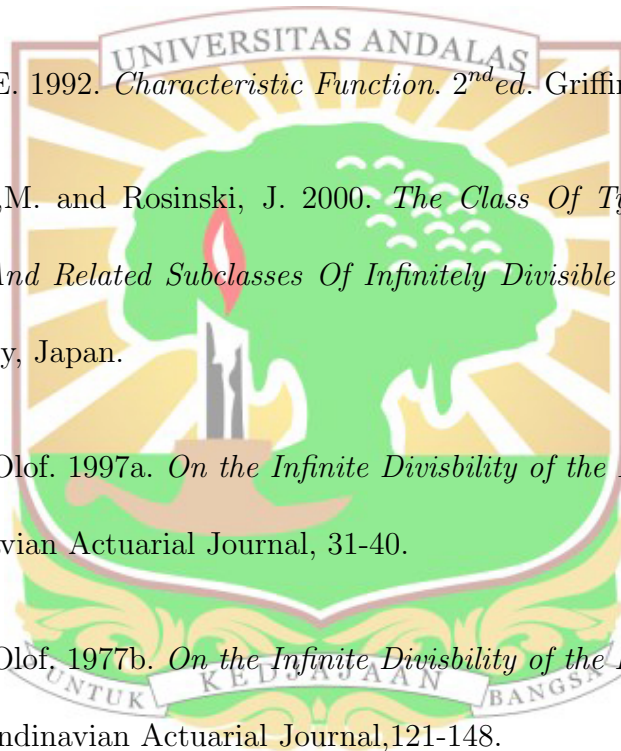 UNIVERSITAS ANDALAS
E. 1992. Characteristic Function. 2nd ed. Griffin
,M. and Rosinski, J. 2000. The Class Of Ty
And Related Subclasses Of Infinitely Divisible
y, Japan.
Olof. 1997a. On the Infinite Divisbility of the
vian Actuarial Journal, 31-40.
Olof. 1977b. On the Infinite Divisbility of the
UNTUK KEDJAJAAN BANGSA
ndinavian Actuarial Journal,121-148.